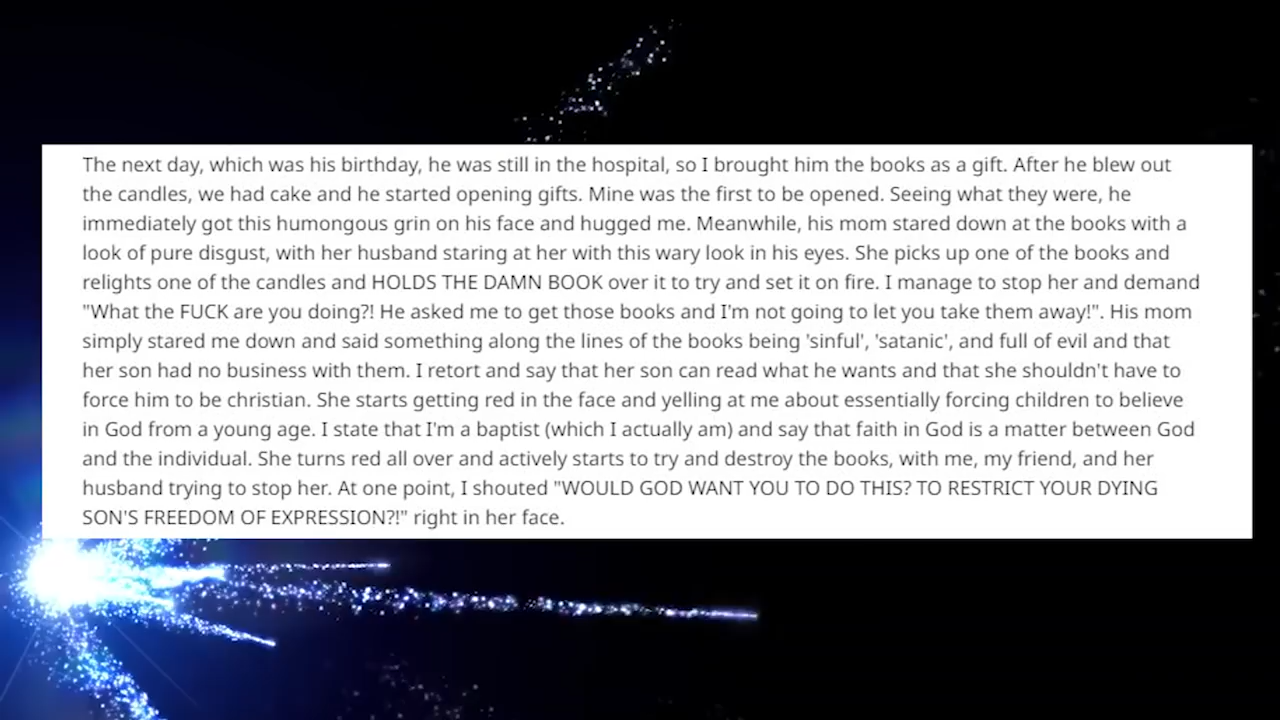 The next day, which was his birthday, he was still in the hospital, so I brought him the books as a gift. After he blew out
the candles, we had cake and he started opening gifts. Mine was the first to be opened. Seeing what they were, he
immediately got this humongous grin on his face and hugged me. Meanwhile, his mom stared down at the books with a
look of pure disgust, with her husband staring at her with this wary look in his eyes. She picks up one of the books and
relights one of the candles and HOLDS THE DAMN BOOK over it to try and set it on fire. I manage to stop her and demand
"What the FUCK are you doing?! He asked me to get those books and I'm not going to let you take them away!". His mom
simply stared me down and said something along the lines of the books being 'sinful', 'satanic', and full of evil and that
her son had no business with them. I retort and say that her son can read what he wants and that she shouldn't have to
force him to be christian. She starts getting red in the face and yelling at me about essentially forcing children to believe
in God from a young age. I state that I'm a baptist (which I actually am) and say that faith in God is a matter between God
and the individual. She turns red all over and actively starts to try and destroy the books, with me, my friend, and her
husband trying to stop her. At one point, I shouted "WOULD GOD WANT YOU TO DO THIS? TO RESTRICT YOUR DYING
SON'S FREEDOM OF EXPRESSION?!" right in her face.